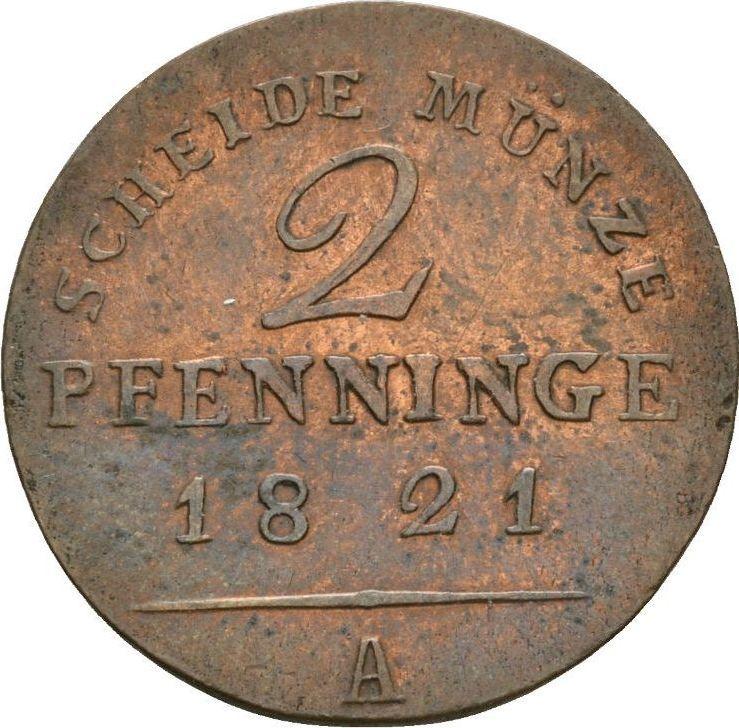 SCHEIDE MÜNZE
2
PFENNINGE
1821
A